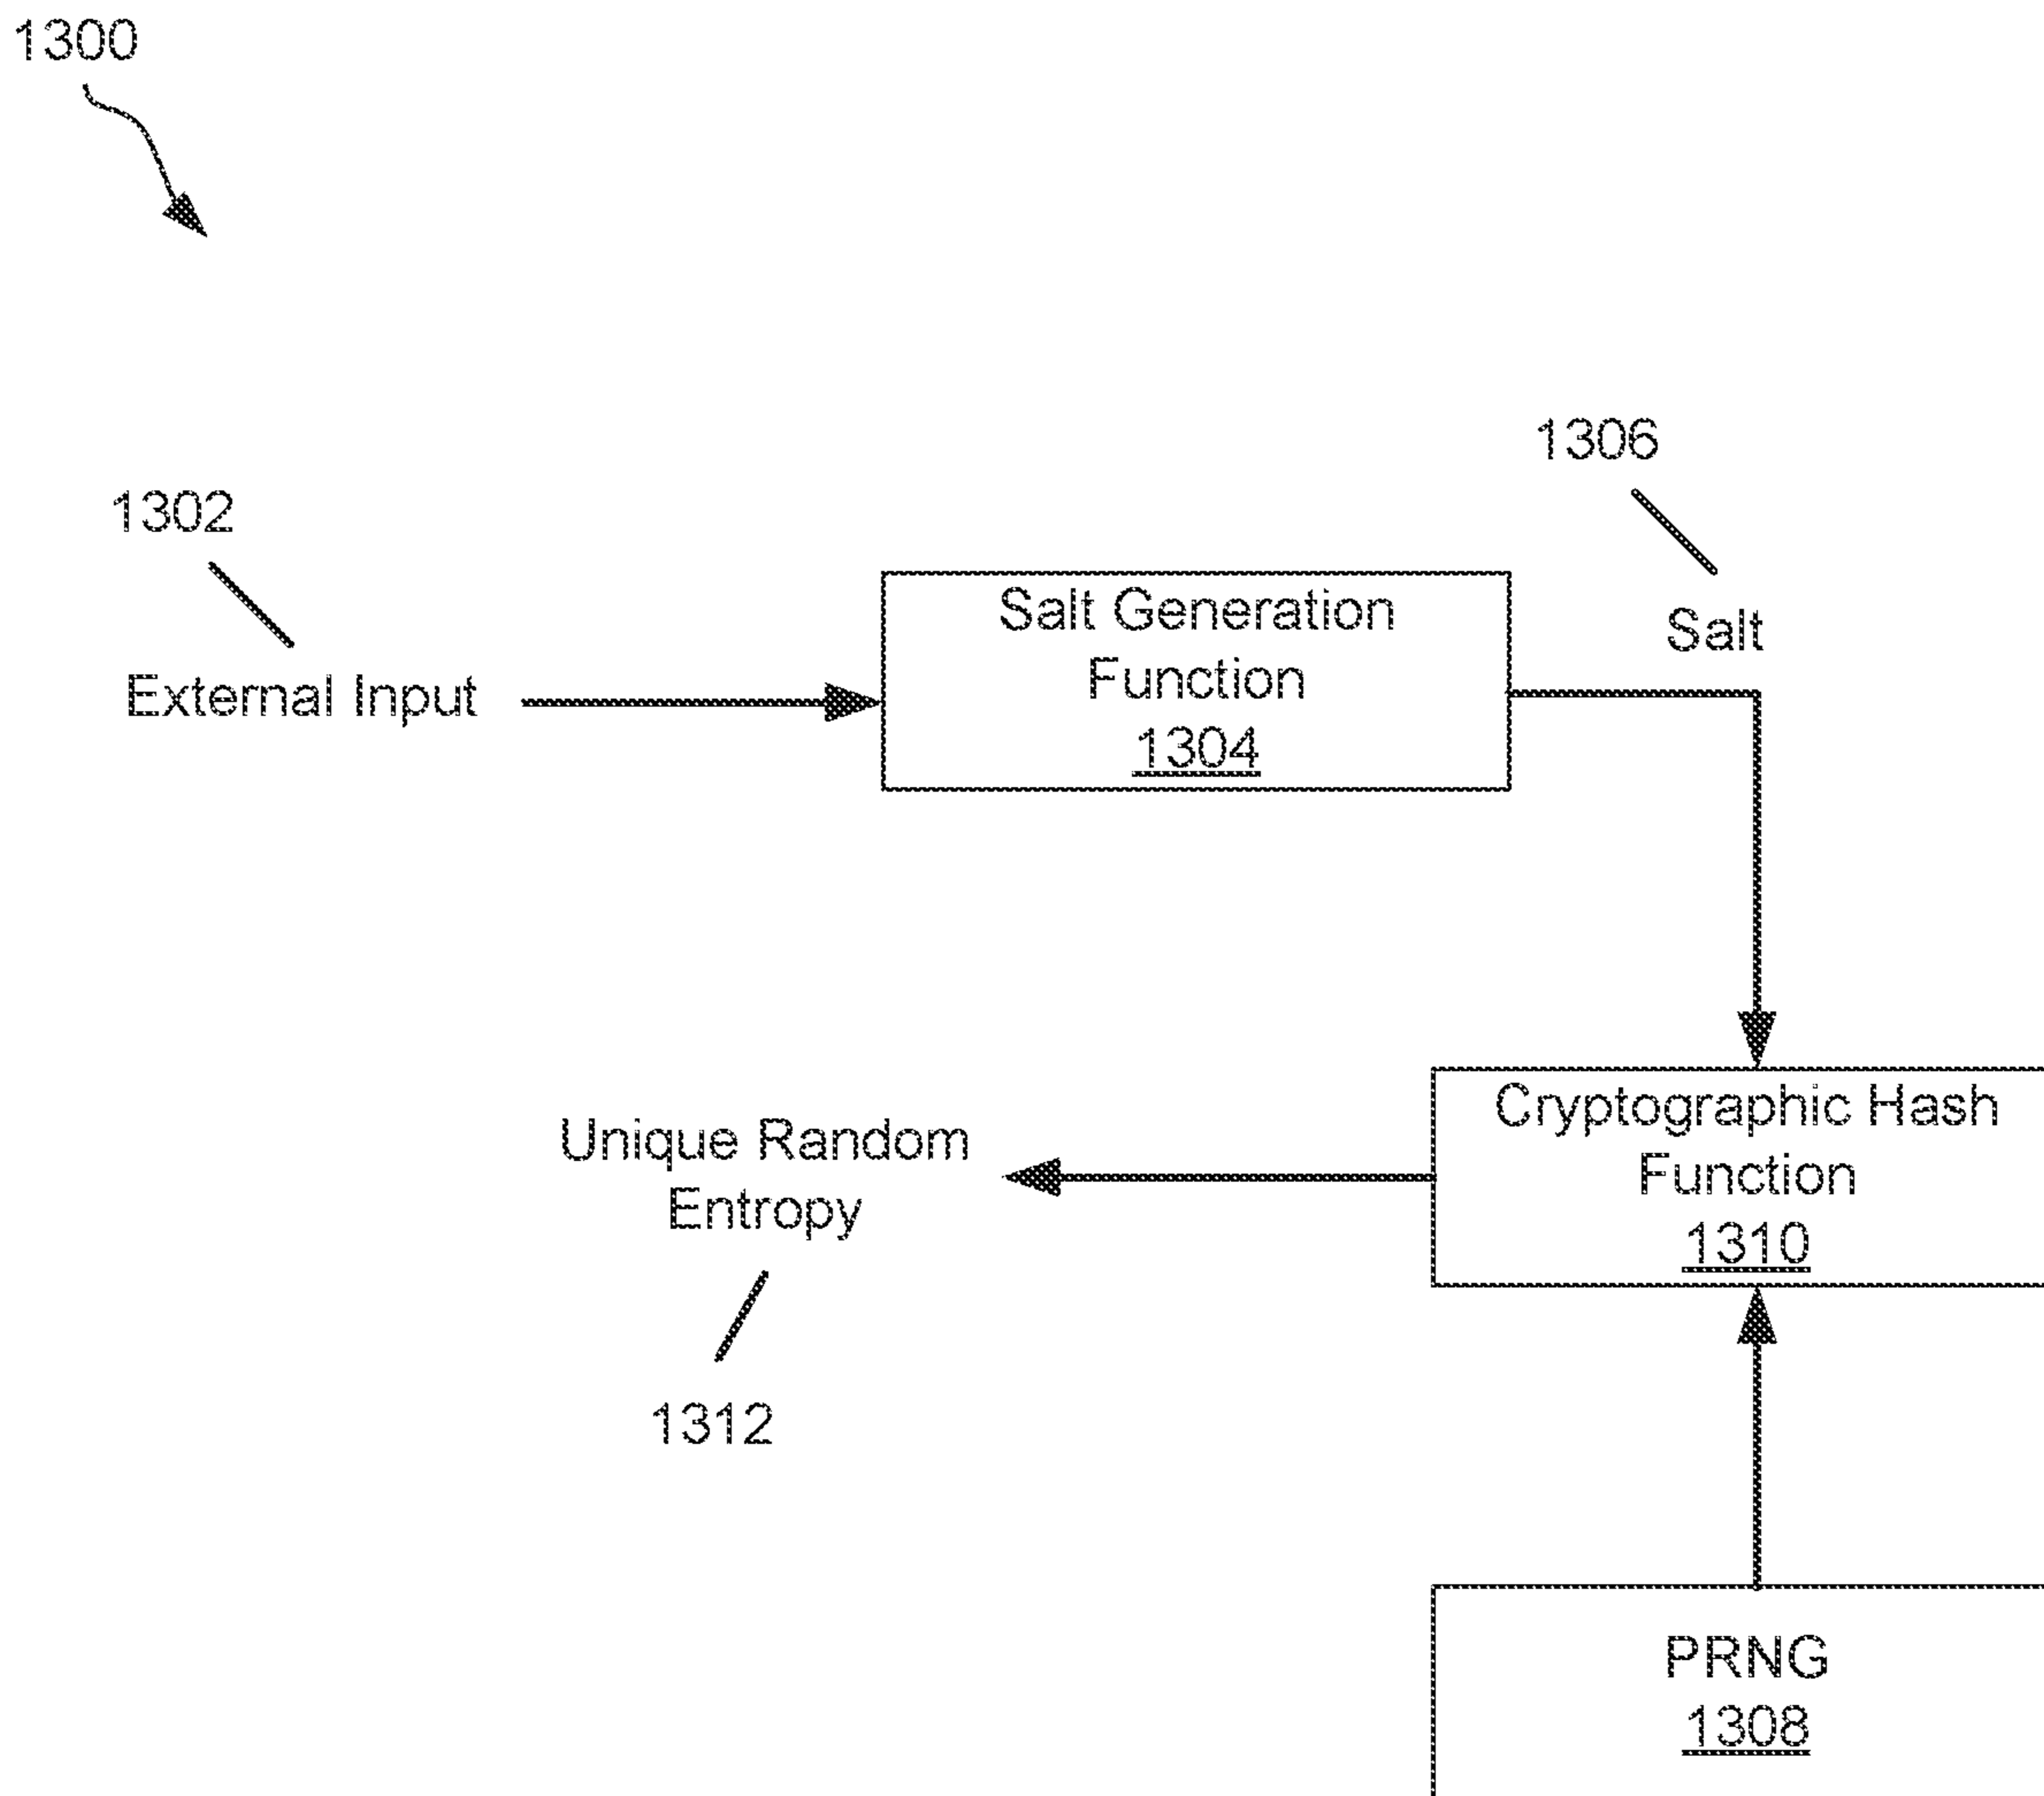 1300
1306
1302
Salt Generation
Function
1304
Salt
External Input
Cryptographic Hash
Function
1310
Unique Random
Entropy
1312
PRNG
1308